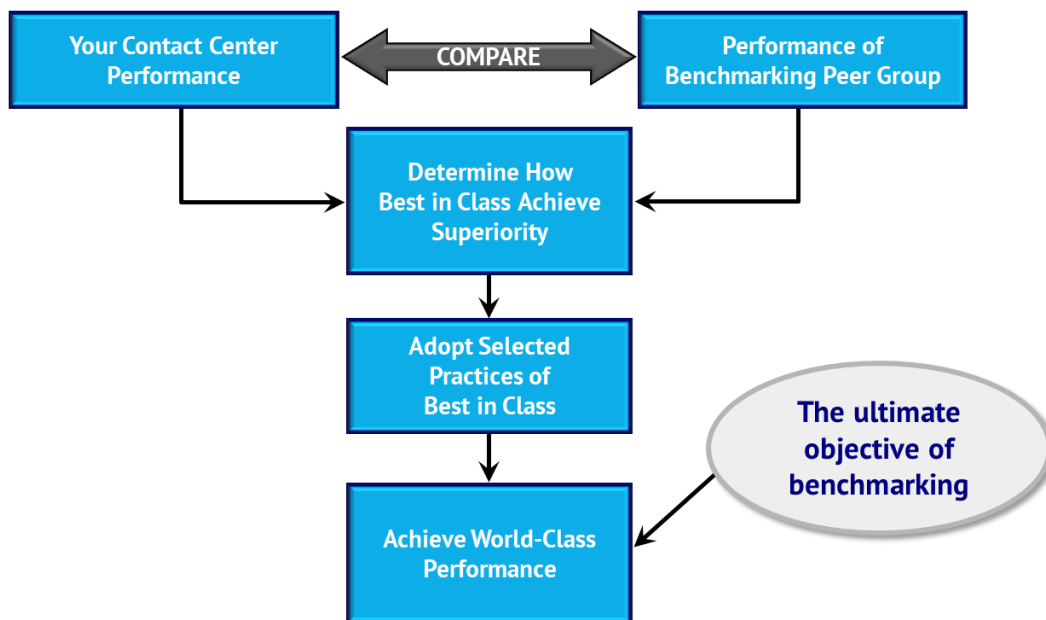 Your Contact Center
Performance
COMPARE
Performance of
Benchmarking Peer Group
Determine How
Best in Class Achieve
Superiority
Adopt Selected
Practices of
Best in Class
The ultimate
objective of
benchmarking
Achieve World-Class
Performance